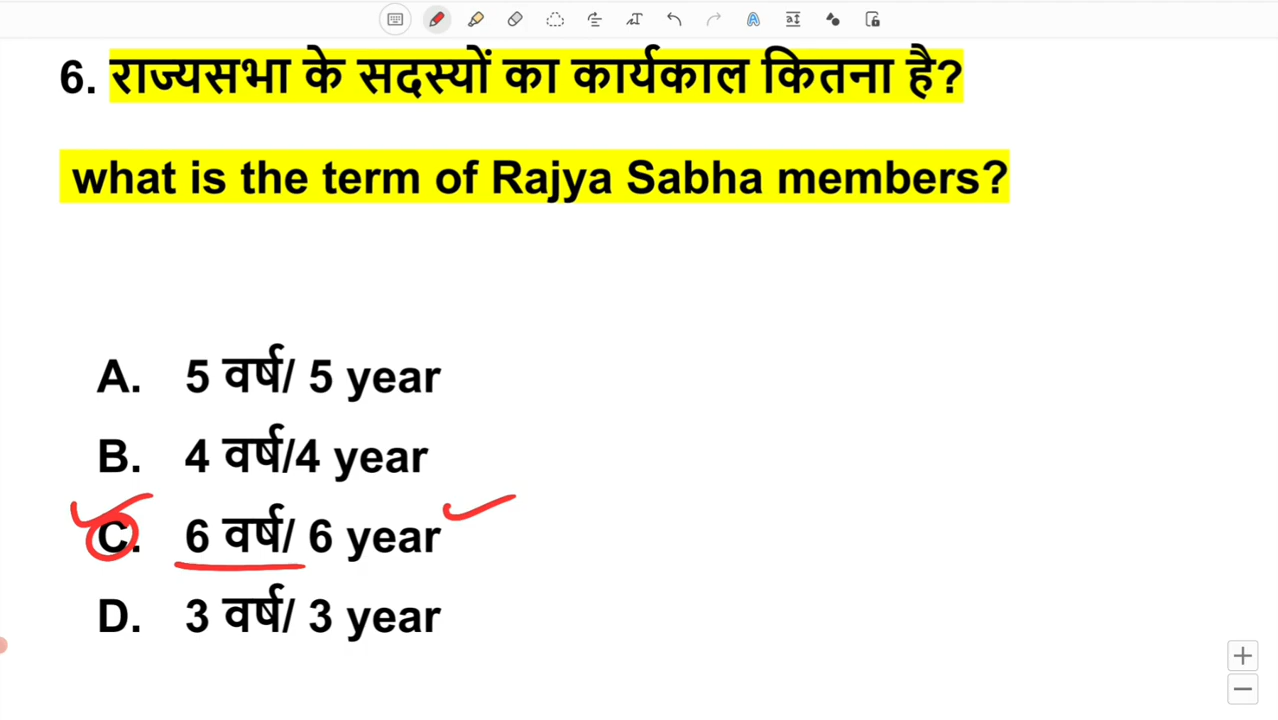 6. राज्यसभा के सदस्यों का कार्यकाल कितना है?
what is the term of Rajya Sabha members?
A. 5 वर्ष/ 5 year
B. 4 वर्ष/4 year
C. 6 वर्ष/ 6 year
D. 3 वर्ष/ 3 year